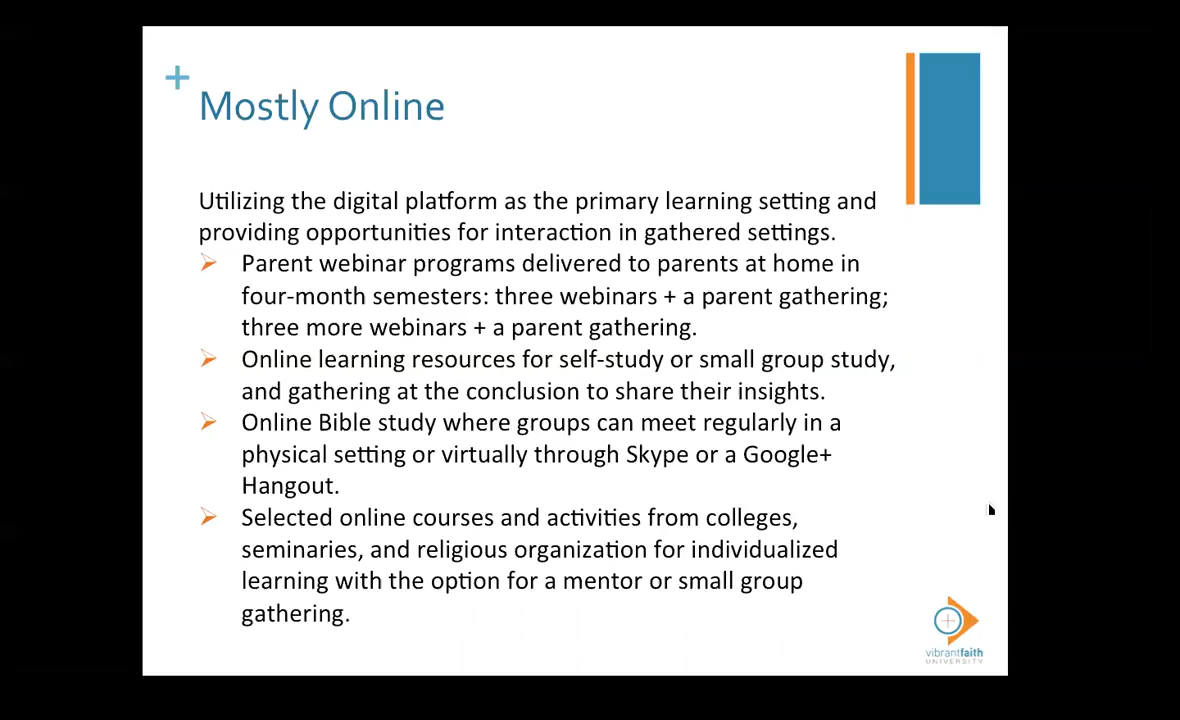 +
Mostly Online
Utilizing the digital platform as the primary learning setting and
providing opportunities for interaction in gathered settings.
Parent webinar programs delivered to parents at home in
four-month semesters: three webinars + a parent gathering;
three more webinars + a parent gathering.
Online learning resources for self-study or small group study,
and gathering at the conclusion to share their insights.
Online Bible study where groups can meet regularly in a
physical setting or virtually through Skype or a Google+
Hangout.
Selected online courses and activities from colleges,
seminaries, and religious organization for individualized
learning with the option for a mentor or small group
gathering.
vibrantfaith
UNIVERSITY